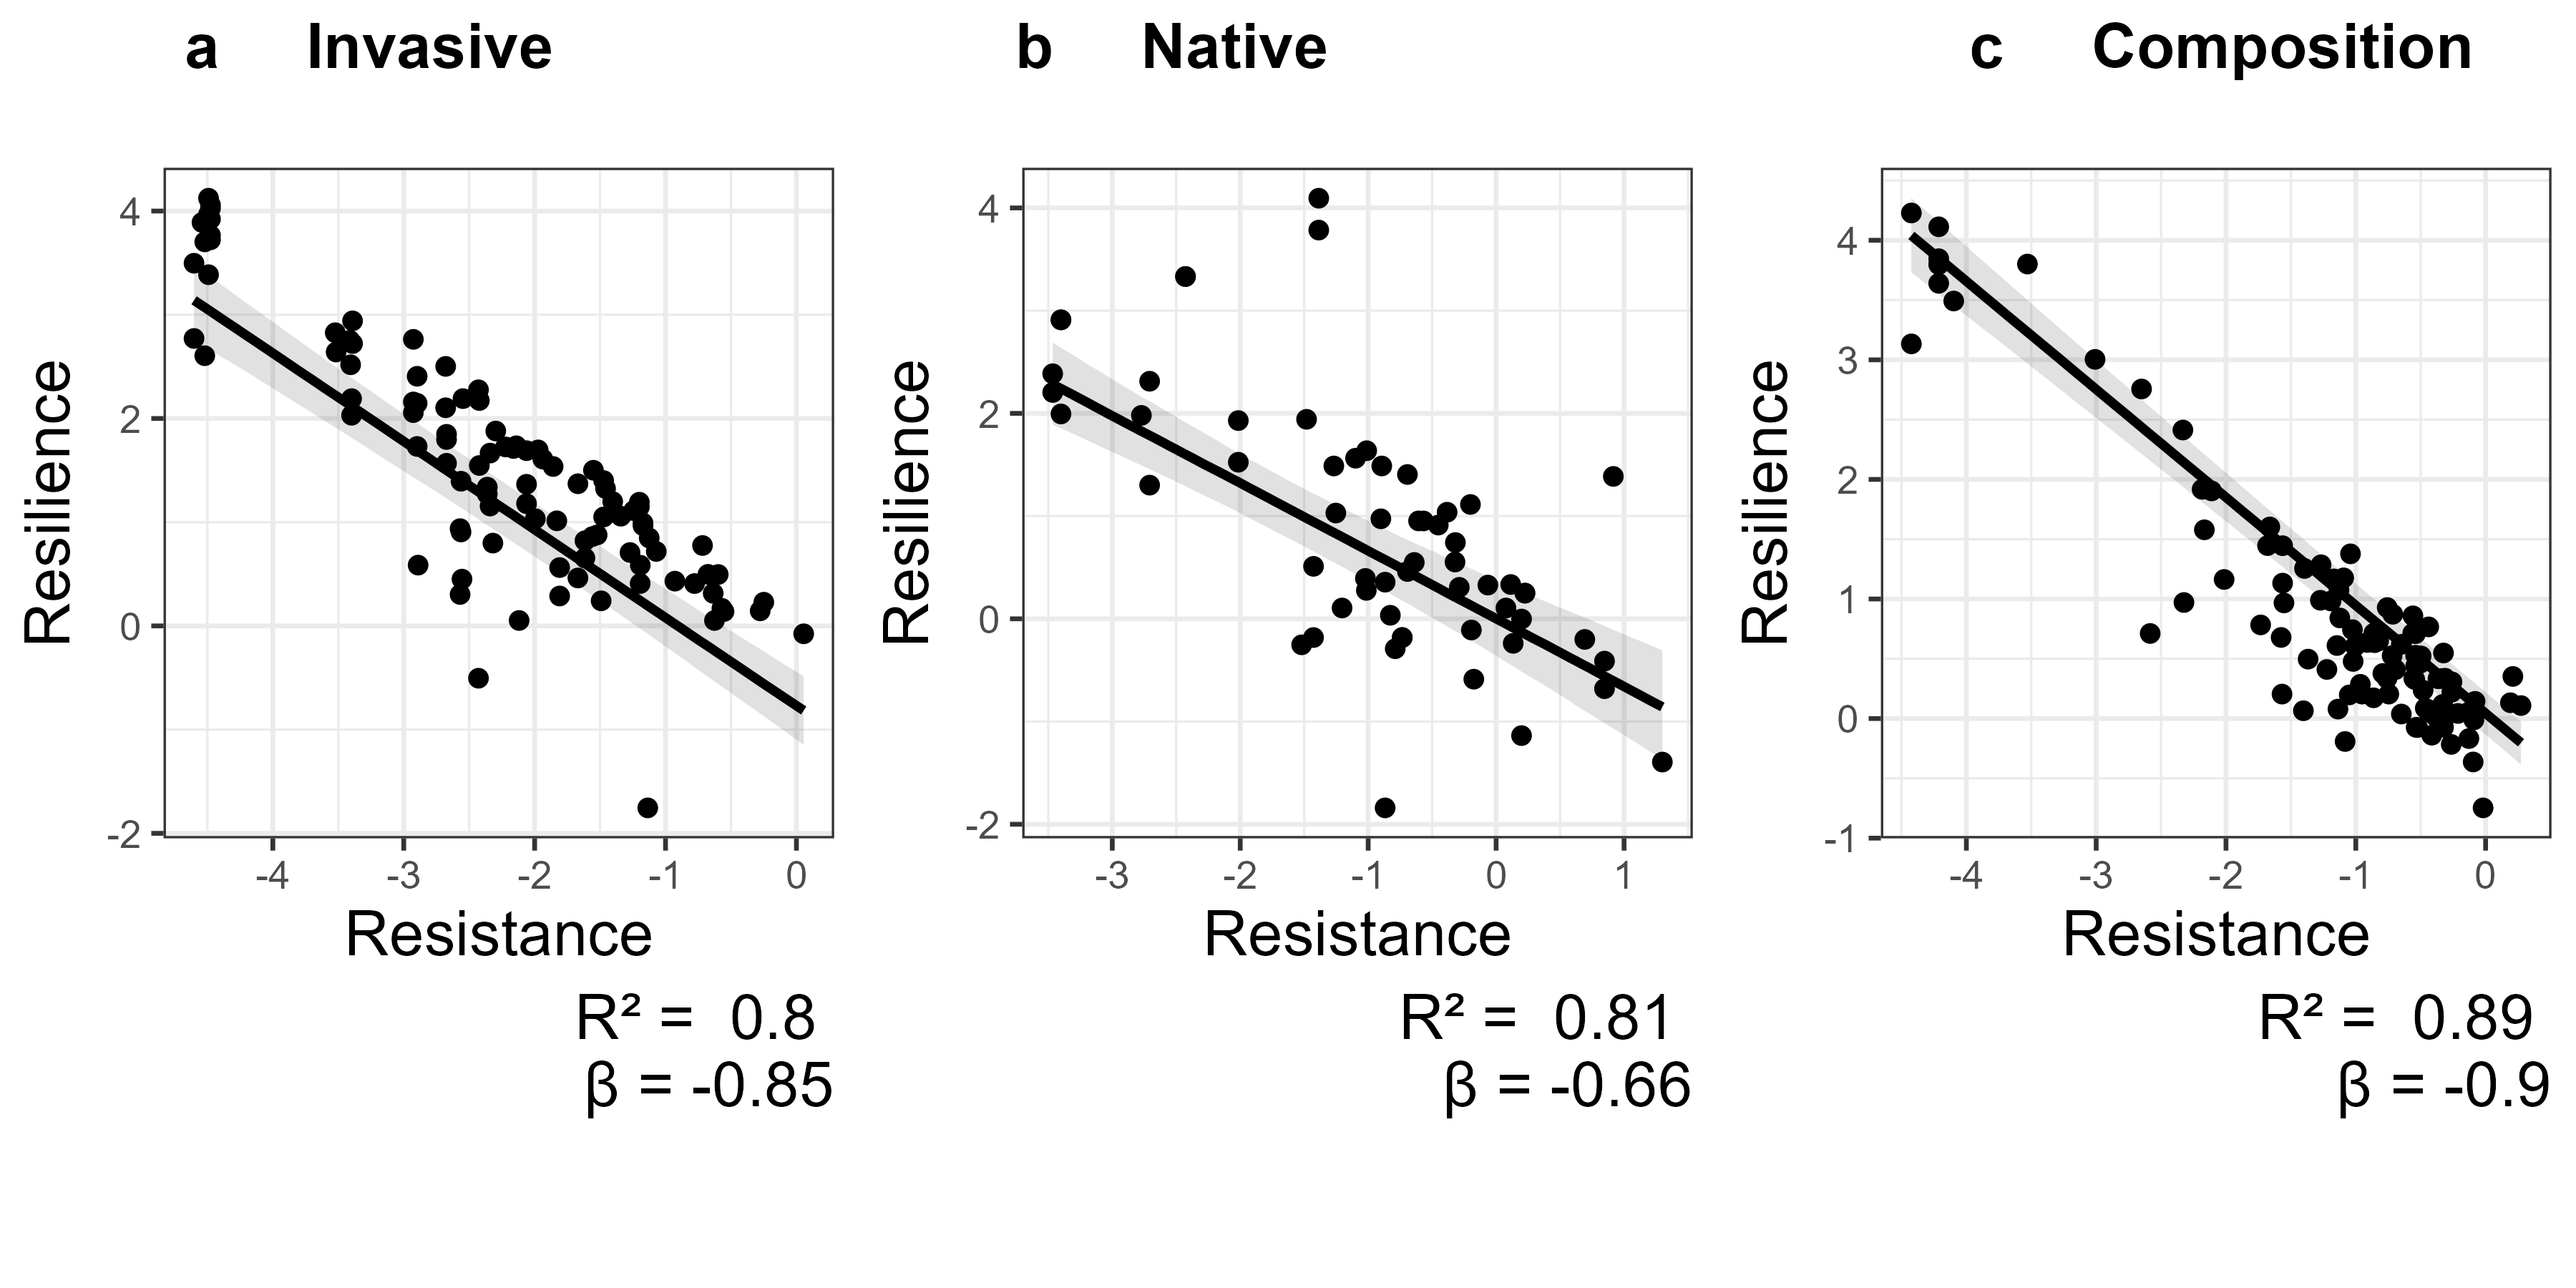 a Invasive
b Native
c Composition
Resilience
4
2
0
-2
-4 -3 -2 -1 0
Resistance
R² = 0.8
β = -0.85
Resilience
4
2
0
-2
-3 -2 -1 0 1
Resistance
R² = 0.81
β = -0.66
Resilience
4
3
2
1
0
-1
-4 -3 -2 -1 0
Resistance
R² = 0.89
β = -0.9